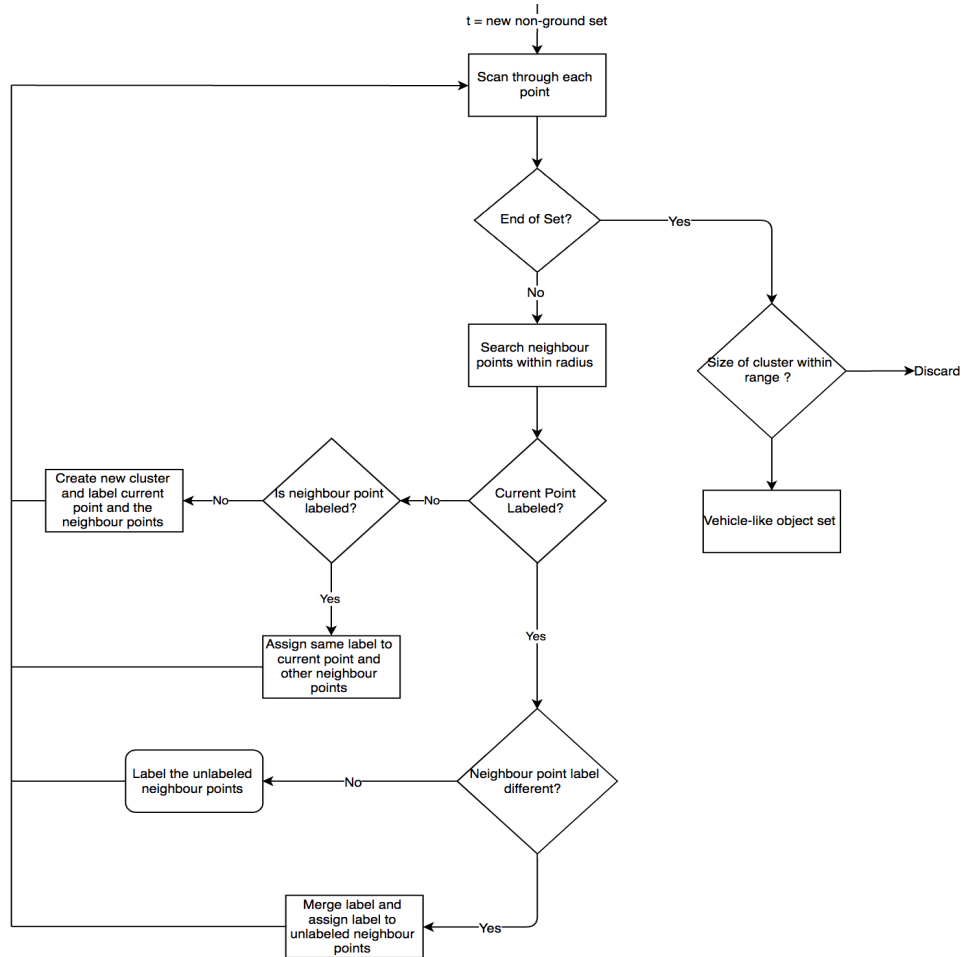 t = new non-ground set
Scan through each
point
End of Set?
Yes
No
Search neighbour
points within radius
Size of cluster within
range ?
Discard
Create new cluster
and label current
point and the
neighbour points
No
Is neighbour point
labeled?
No
Current Point
Labeled?
Vehicle-like object set
Yes
Assign same label to
current point and
other neighbour
points
Yes
Label the unlabeled
neighbour points
No
Neighbour point label
different?
Merge label and
assign label to
unlabeled neighbour
points
Yes